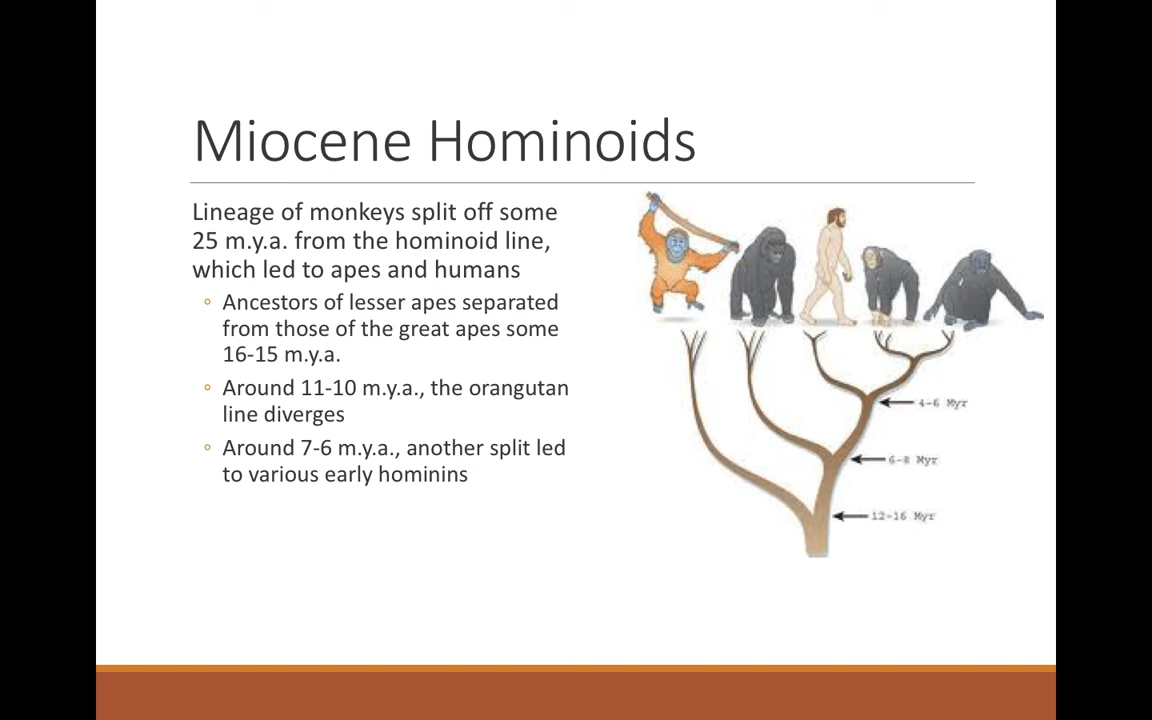 Miocene Hominoids
Lineage of monkeys split off some
25 m.y.a. from the hominoid line,
which led to apes and humans
◦ Ancestors of lesser apes separated
from those of the great apes some
16-15 m.y.a.
◦ Around 11-10 m.y.a., the orangutan
line diverges
◦ Around 7-6 m.y.a., another split led
to various early hominins
4-6 Myr
6-8 Myr
12-16 Myr